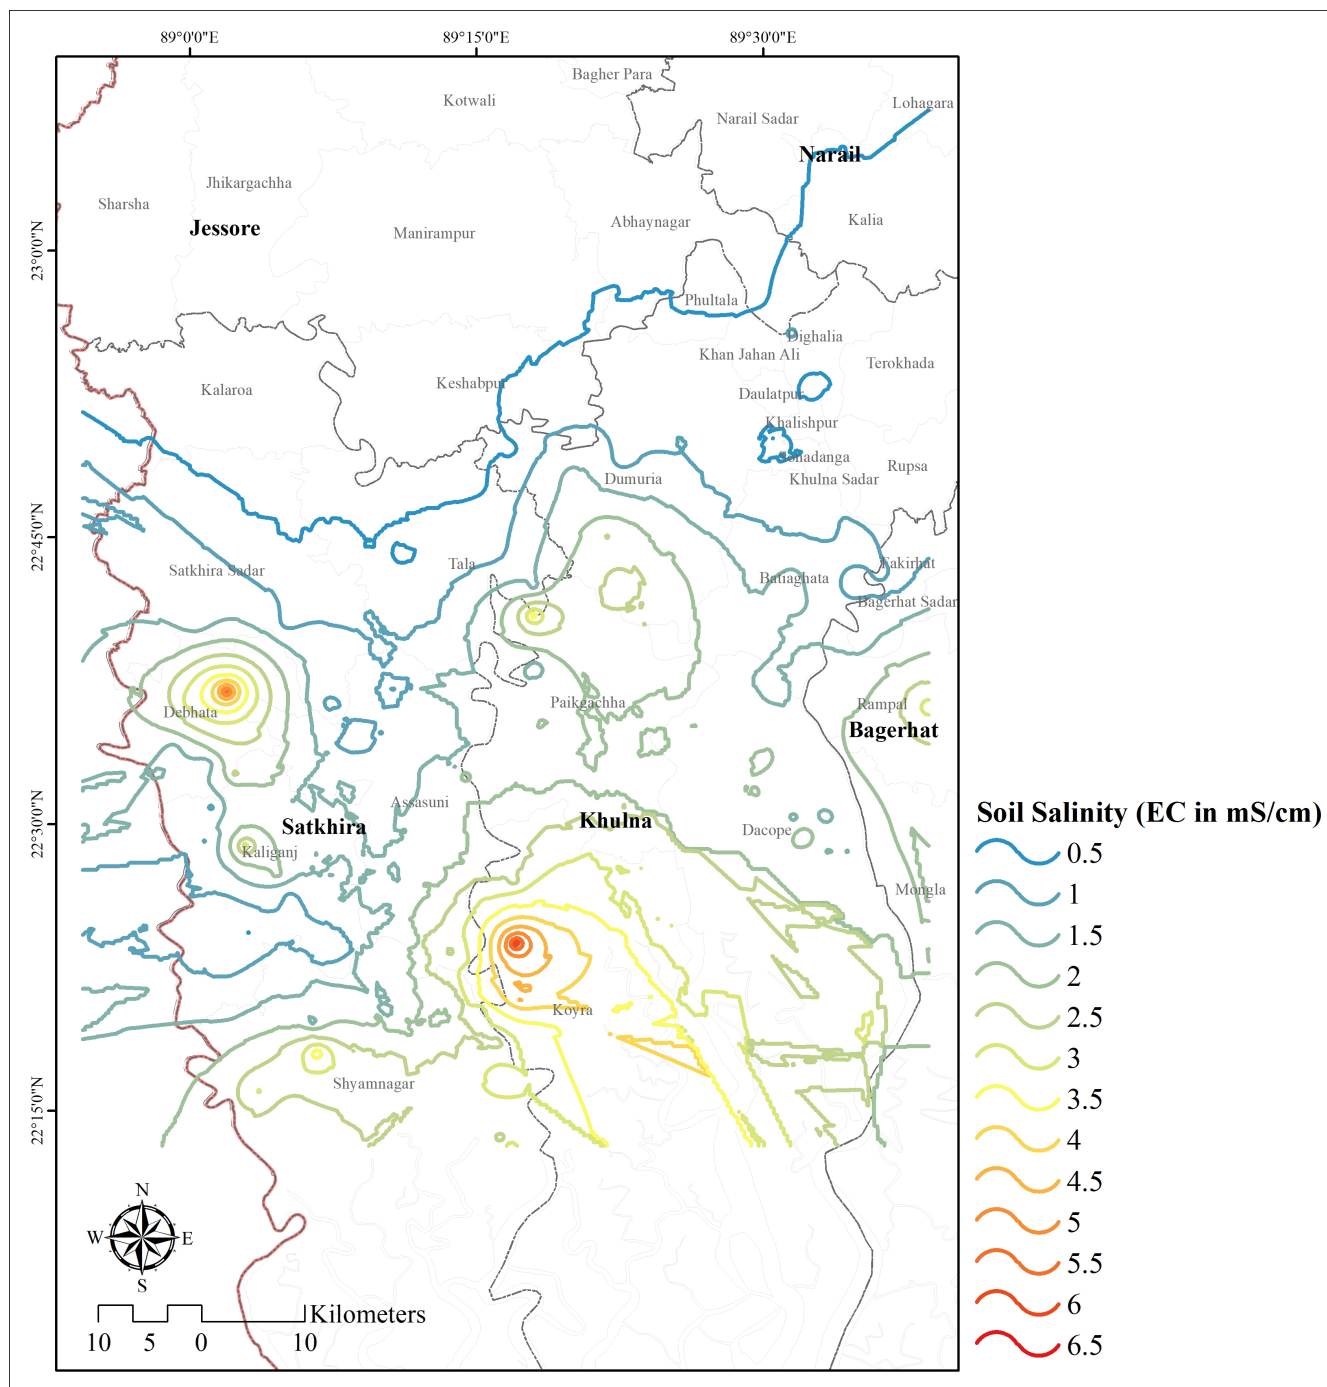 89°0'0"E
89°15'0"E
89°30'0"E
Bagher Para
Kotwali
Lohagara
Narail Sadar
Narail
Jhikargachha
Sharsha
Kalia
Jessore
Abhaynagar
Manirampur
23°0'0"N
Phultala
Dighalia
Khan Jahan Ali
Terokhada
Keshabpur
Kalaroa
Daulatpur
Khalishpur
Sonadanga
Rupsa
Dumuria
Khulna Sadar
22°45'0"N
Tala
Fakirhat
Satkhira Sadar
Batiaghata
Bagerhat Sadar
Paikgachha
Rampal
Debhata
Bagerhat
Assasuni
22°30'0"N
Khulna
Satkhira
Dacope
Kaliganj
Mongla
Koyra
Shyamnagar
22°15'0"N
N
W
E
S
Kilometers
10 5 0 10
Soil Salinity (EC in mS/cm)
0.5
1
1.5
2
2.5
3
3.5
4
4.5
5
5.5
6
6.5